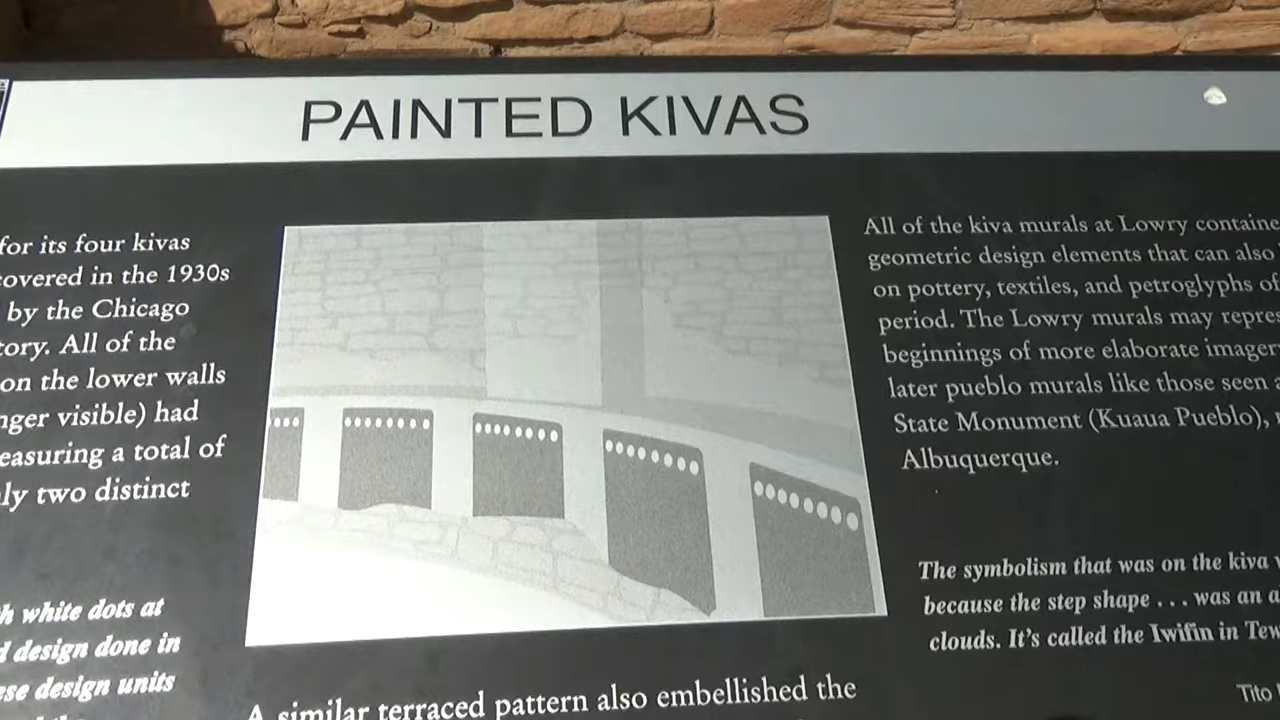 PAINTED KIVAS
for its four kivas
covered in the 1930s
by the Chicago
tory. All of the
on the lower walls
nger visible) had
easuring a total of
ly two distinct
h white dots at
d design done in
ese design units
A similar terraced pattern also embellished the
All of the kiva murals at Lowry containe
geometric design elements that can also
on pottery, textiles, and petroglyphs of
period. The Lowry murals may repres
beginnings of more elaborate imager
later pueblo murals like those seen a
State Monument (Kuaua Pueblo),
Albuquerque.
The symbolism that was on the kiva
because the step shape . . . was an a
clouds. It's called the Iwifin in Tew
Tito